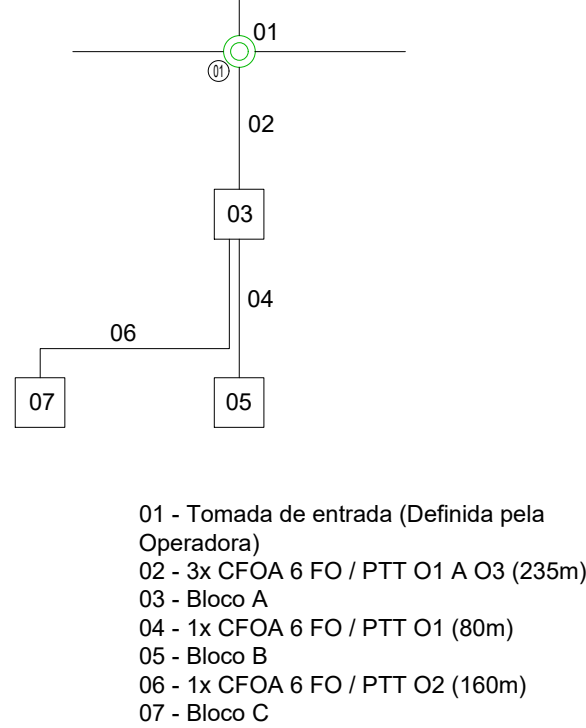 01
01
02
03
04
06
07
05
01 - Tomada de entrada (Definida pela
Operadora)
02 - 3x CFOA 6 FO / PTT O1 A O3 (235m)
03 - Bloco A
04 - 1x CFOA 6 FO / PTT O1 (80m)
05 - Bloco B
06 - 1x CFOA 6 FO / PTT O2 (160m)
07 - Bloco C